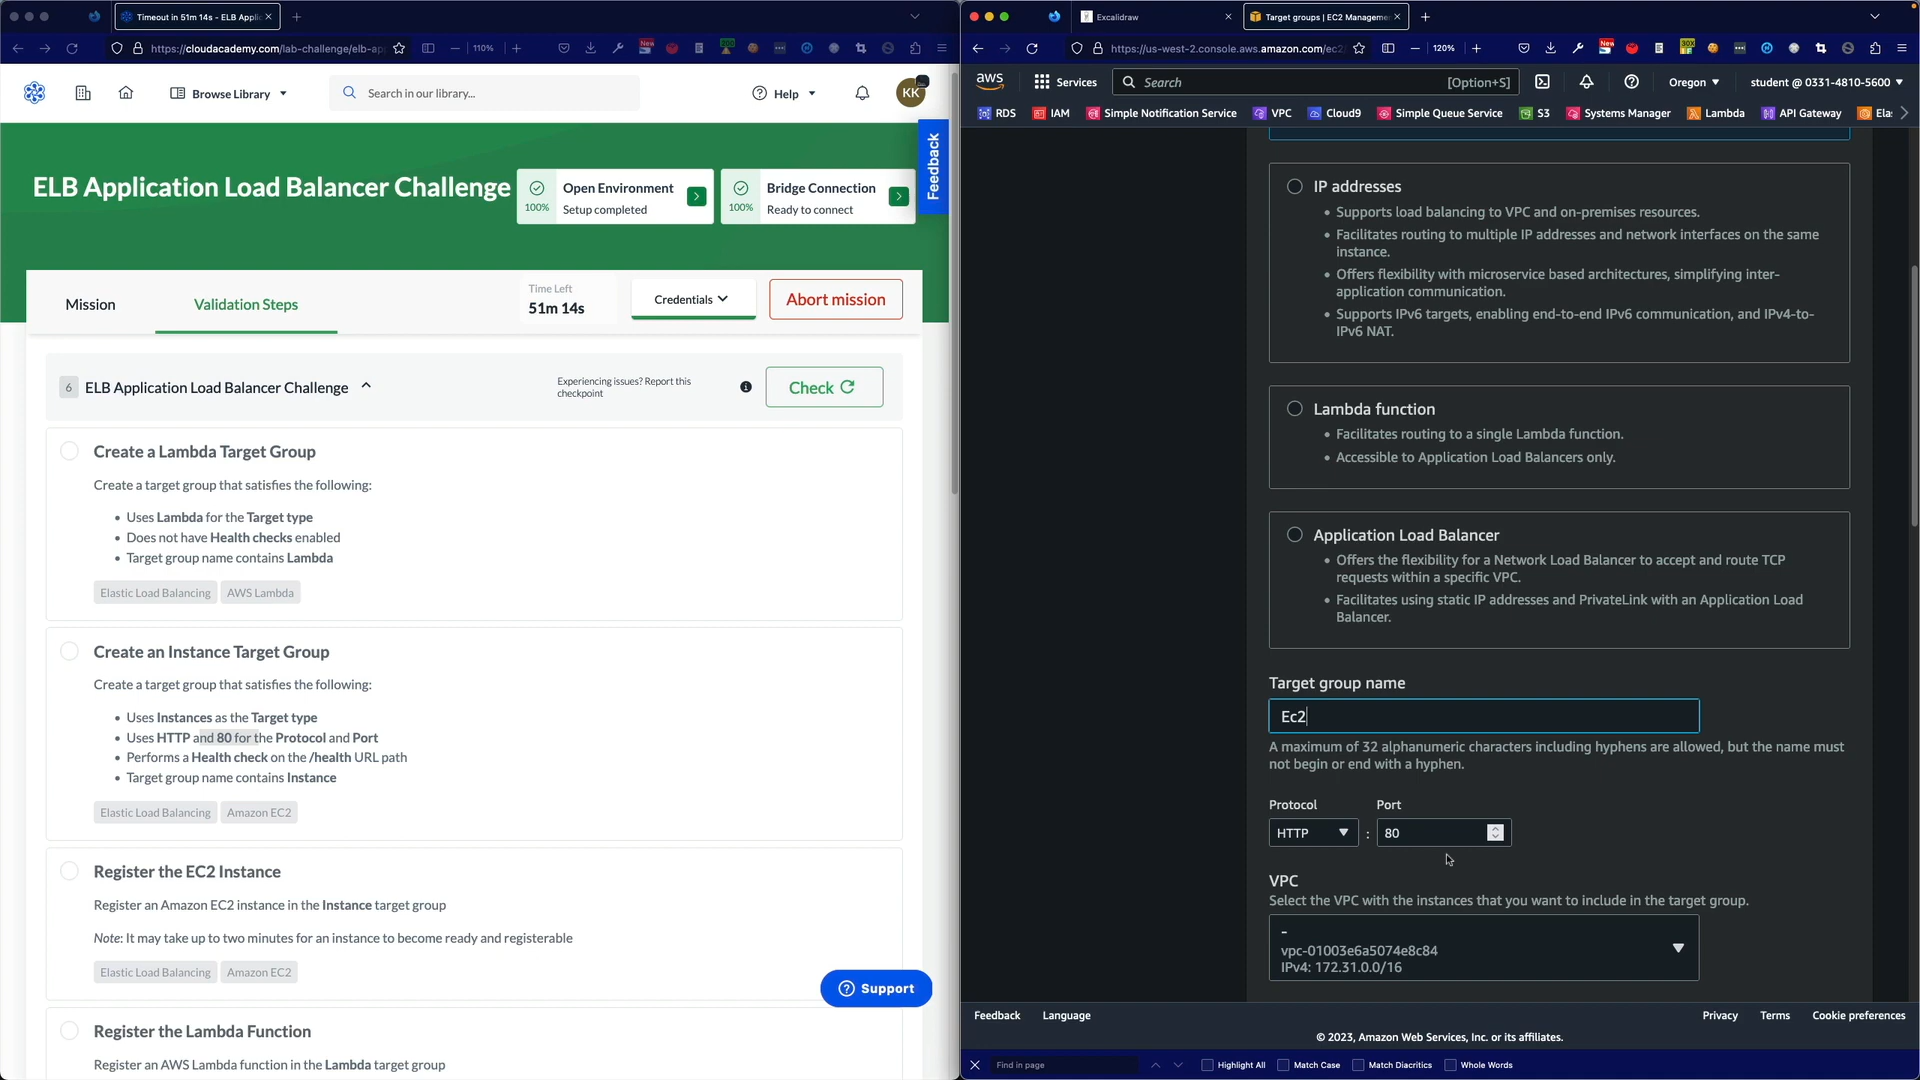 Timeout in 51m 14s - ELB Applic
https://cloudacademy.com/lab-challenge/elb-ap
110%
Browse Library
Search in our library...
Help
KK
Feedback
ELB Application Load Balancer Challenge
100%
Open Environment
Setup completed
100%
Bridge Connection
Ready to connect
Mission
Validation Steps
Time Left
51m 14s
Credentials
Abort mission
6
ELB Application Load Balancer Challenge
Experiencing issues? Report this
checkpoint
Check
Create a Lambda Target Group
Create a target group that satisfies the following:
Uses Lambda for the Target type
Does not have Health checks enabled
Target group name contains Lambda
Elastic Load Balancing
AWS Lambda
Create an Instance Target Group
Create a target group that satisfies the following:
Uses Instances as the Target type
Uses HTTP and 80 for the Protocol and Port
Performs a Health check on the /health URL path
Target group name contains Instance
Elastic Load Balancing
Amazon EC2
Register the EC2 Instance
Register an Amazon EC2 instance in the Instance target group
Note: It may take up to two minutes for an instance to become ready and registerable
Elastic Load Balancing
Amazon EC2
Support
Register the Lambda Function
Register an AWS Lambda function in the Lambda target group
Excalidraw
Target groups | EC2 Manageme
https://us-west-2.console.aws.amazon.com/ec2
120%
New
30X
aws
Services
Search
[Option+S]
Oregon
student @ 0331-4810-5600
RDS
IAM
Simple Notification Service
VPC
Cloud9
Simple Queue Service
S3
Systems Manager
Lambda
API Gateway
Elas
IP addresses
Supports load balancing to VPC and on-premises resources.
Facilitates routing to multiple IP addresses and network interfaces on the same
instance.
Offers flexibility with microservice based architectures, simplifying inter-
application communication.
Supports IPv6 targets, enabling end-to-end IPv6 communication, and IPv4-to-
IPv6 NAT.
Lambda function
Facilitates routing to a single Lambda function.
Accessible to Application Load Balancers only.
Application Load Balancer
Offers the flexibility for a Network Load Balancer to accept and route TCP
requests within a specific VPC.
Facilitates using static IP addresses and PrivateLink with an Application Load
Balancer.
Target group name
Ec2
A maximum of 32 alphanumeric characters including hyphens are allowed, but the name must
not begin or end with a hyphen.
Protocol
Port
HTTP
:
80
VPC
Select the VPC with the instances that you want to include in the target group.
-
vpc-01003e6a5074e8c84
IPv4: 172.31.0.0/16
Feedback
Language
Privacy
Terms
Cookie preferences
© 2023, Amazon Web Services, Inc. or its affiliates.
Find in page
Highlight All
Match Case
Match Diacritics
Whole Words